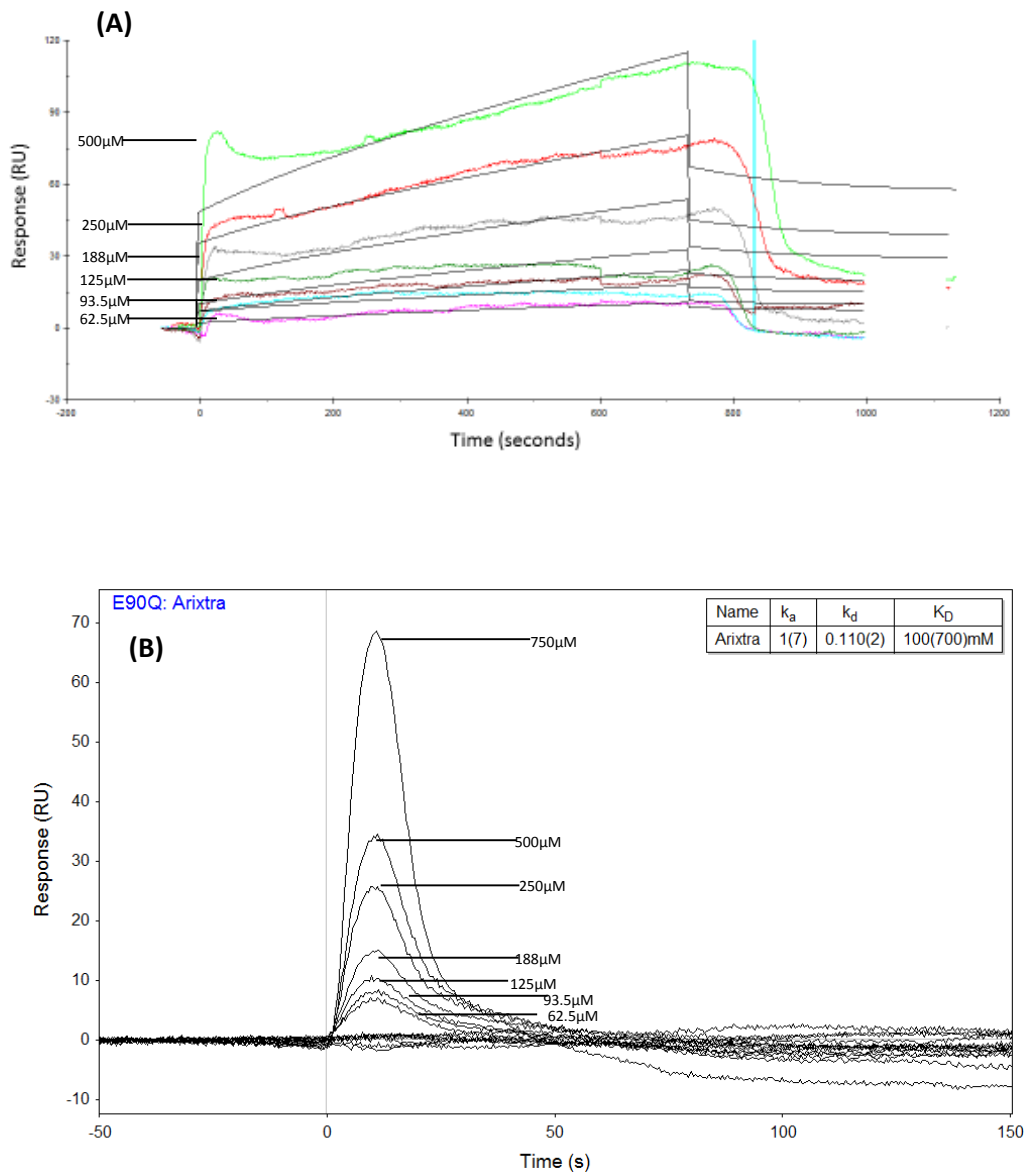 (A)
120
90
60
30
0
-30
Response (RU)
500µM
250µM
188µM
125µM
93.5µM
62.5µM
-200 0 200 400 600 800 1000 1200
Time (seconds)
E90Q: Arixtra
(B)
Name ka kd KD
Arixtra 1(7) 0.110(2) 100(700)mM
70
60
50
40
30
20
10
0
-10
Response (RU)
750µM
500µM
250µM
188µM
125µM
93.5µM
62.5µM
-50 0 50 100 150
Time (s)